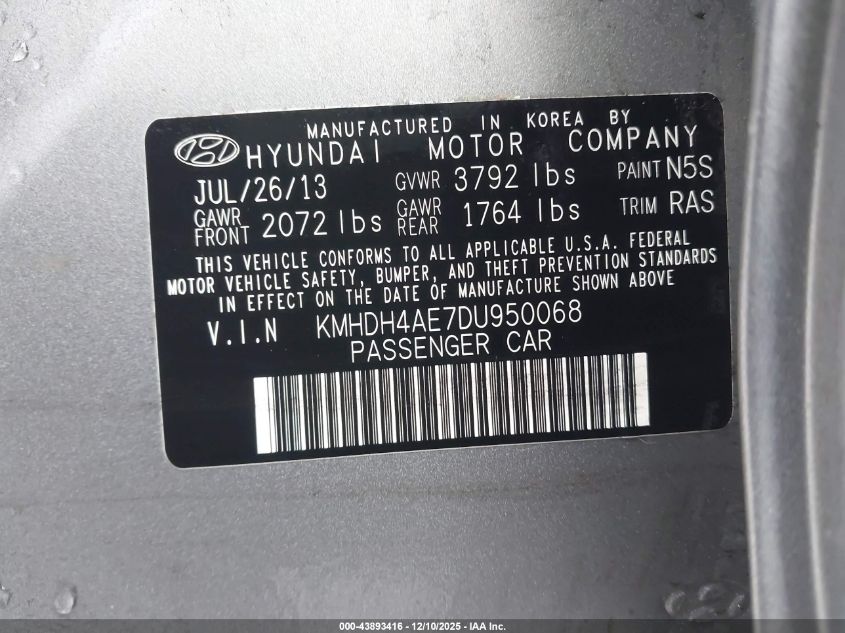 MANUFACTURED IN KOREA BY
HYUNDAI MOTOR COMPANY
JUL/26/13 GVWR 3792 lbs PAINT N5S
GAWR FRONT 2072 lbs GAWR REAR 1764 lbs TRIM RAS
THIS VEHICLE CONFORMS TO ALL APPLICABLE U.S.A. FEDERAL
MOTOR VEHICLE SAFETY, BUMPER, AND THEFT PREVENTION STANDARDS
IN EFFECT ON THE DATE OF MANUFACTURE SHOWN ABOVE
V.I.N KMHDH4AE7DU950068
PASSENGER CAR
000-43893416 - 12/10/2025 - IAA Inc.